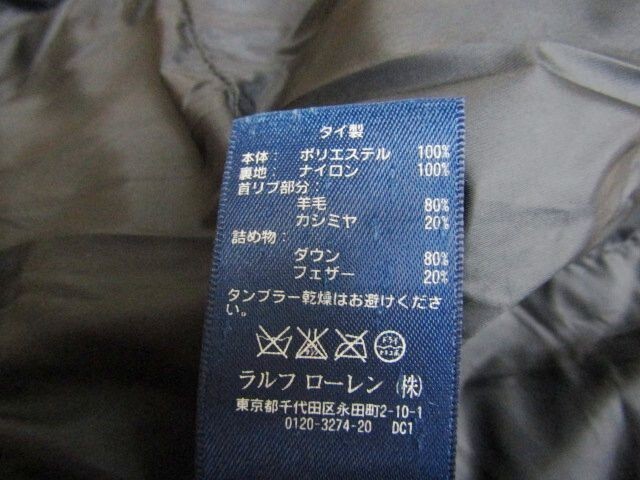 タイ製
本体: ポリエステル 100%
裏地: ナイロン 100%
首リブ部分:
羊毛 80%
カシミヤ 20%
詰め物:
ダウン 80%
フェザー 20%
タンブラー乾燥はお避けくださ
い。
ドライ
ラルフ ローレン (株)
東京都千代田区永田町2-10-1
0120-3274-20 DC1